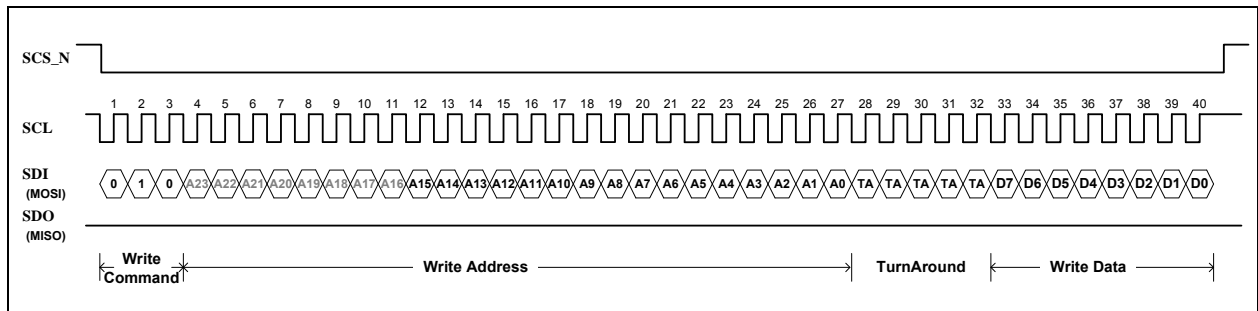 SCS_N
1 2 3 4 5 6 7 8 9 10 11 12 13 14 15 16 17 18 19 20 21 22 23 24 25 26 27 28 29 30 31 32 33 34 35 36 37 38 39 40
SCL
SDI
(MOSI)
0 1 0 A23 A22 A21 A20 A19 A18 A17 A16 A15 A14 A13 A12 A11 A10 A9 A8 A7 A6 A5 A4 A3 A2 A1 A0 TA TA TA TA TA D7 D6 D5 D4 D3 D2 D1 D0
SDO
(MISO)
Write
Command
Write Address
TurnAround
Write Data